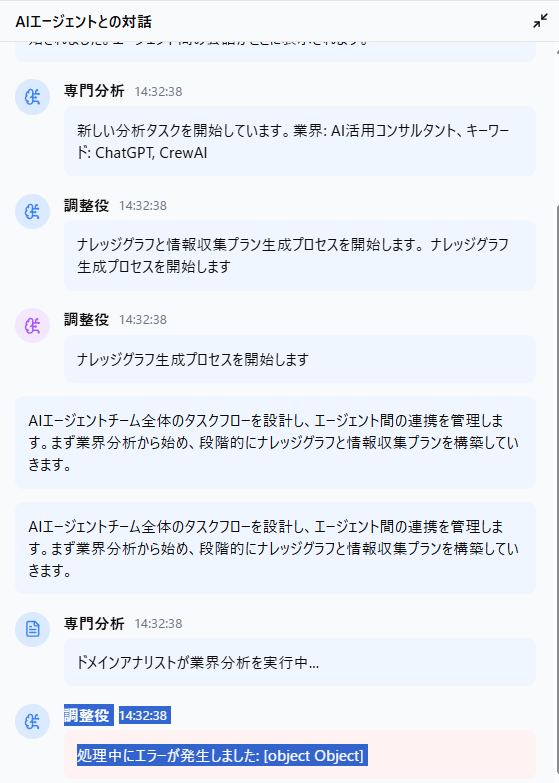 AIエージェントとの対話
専門分析 14:32:38
新しい分析タスクを開始しています。業界: AI活用コンサルタント、キーワー
ド: ChatGPT, CrewAI
調整役 14:32:38
ナレッジグラフと情報収集プラン生成プロセスを開始します。 ナレッジグラフ
生成プロセスを開始します
調整役 14:32:38
ナレッジグラフ生成プロセスを開始します
AIエージェントチーム全体のタスクフローを設計し、エージェント間の連携を管理しま
す。まず業界分析から始め、段階的にナレッジグラフと情報収集プランを構築してい
きます。
AIエージェントチーム全体のタスクフローを設計し、エージェント間の連携を管理しま
す。まず業界分析から始め、段階的にナレッジグラフと情報収集プランを構築してい
きます。
専門分析 14:32:38
ドメインアナリストが業界分析を実行中...
調整役 14:32:38
処理中にエラーが発生しました: [object Object]